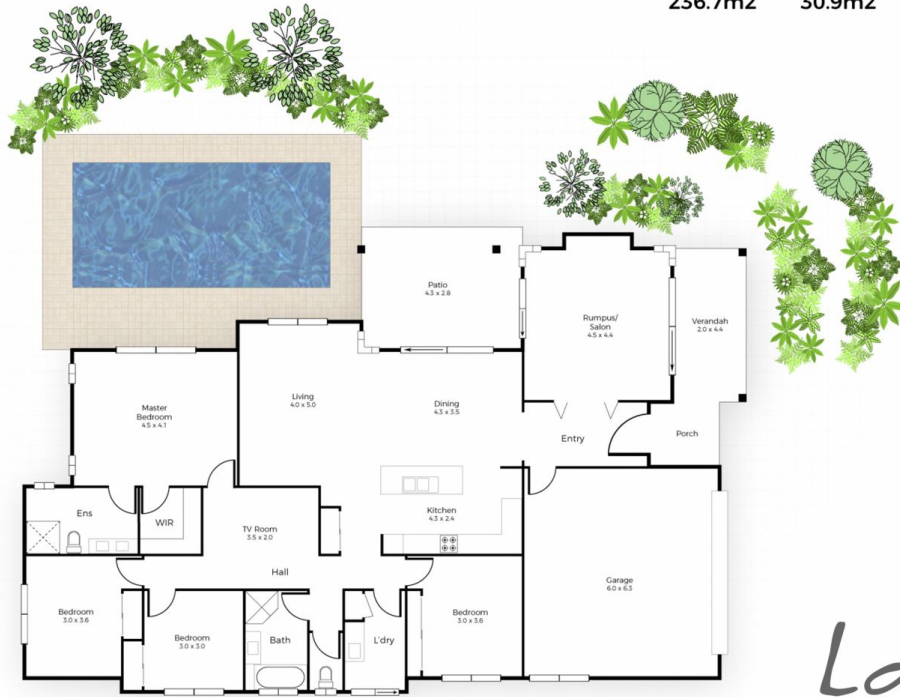 236.7m2 30.9m2
Patio
4.3 x 2.8
Rumpus/
Salon
4.5 x 4.4
Verandah
2.0 x 4.4
Living
4.0 x 5.0
Dining
4.3 x 3.5
Master
Bedroom
4.5 x 4.1
Entry
Porch
Ens
WIR
TV Room
3.5 x 2.0
Kitchen
4.3 x 2.4
Hall
Garage
6.0 x 6.3
Bedroom
3.0 x 3.6
Bedroom
3.0 x 3.0
Bath
L'dry
Bedroom
3.0 x 3.6